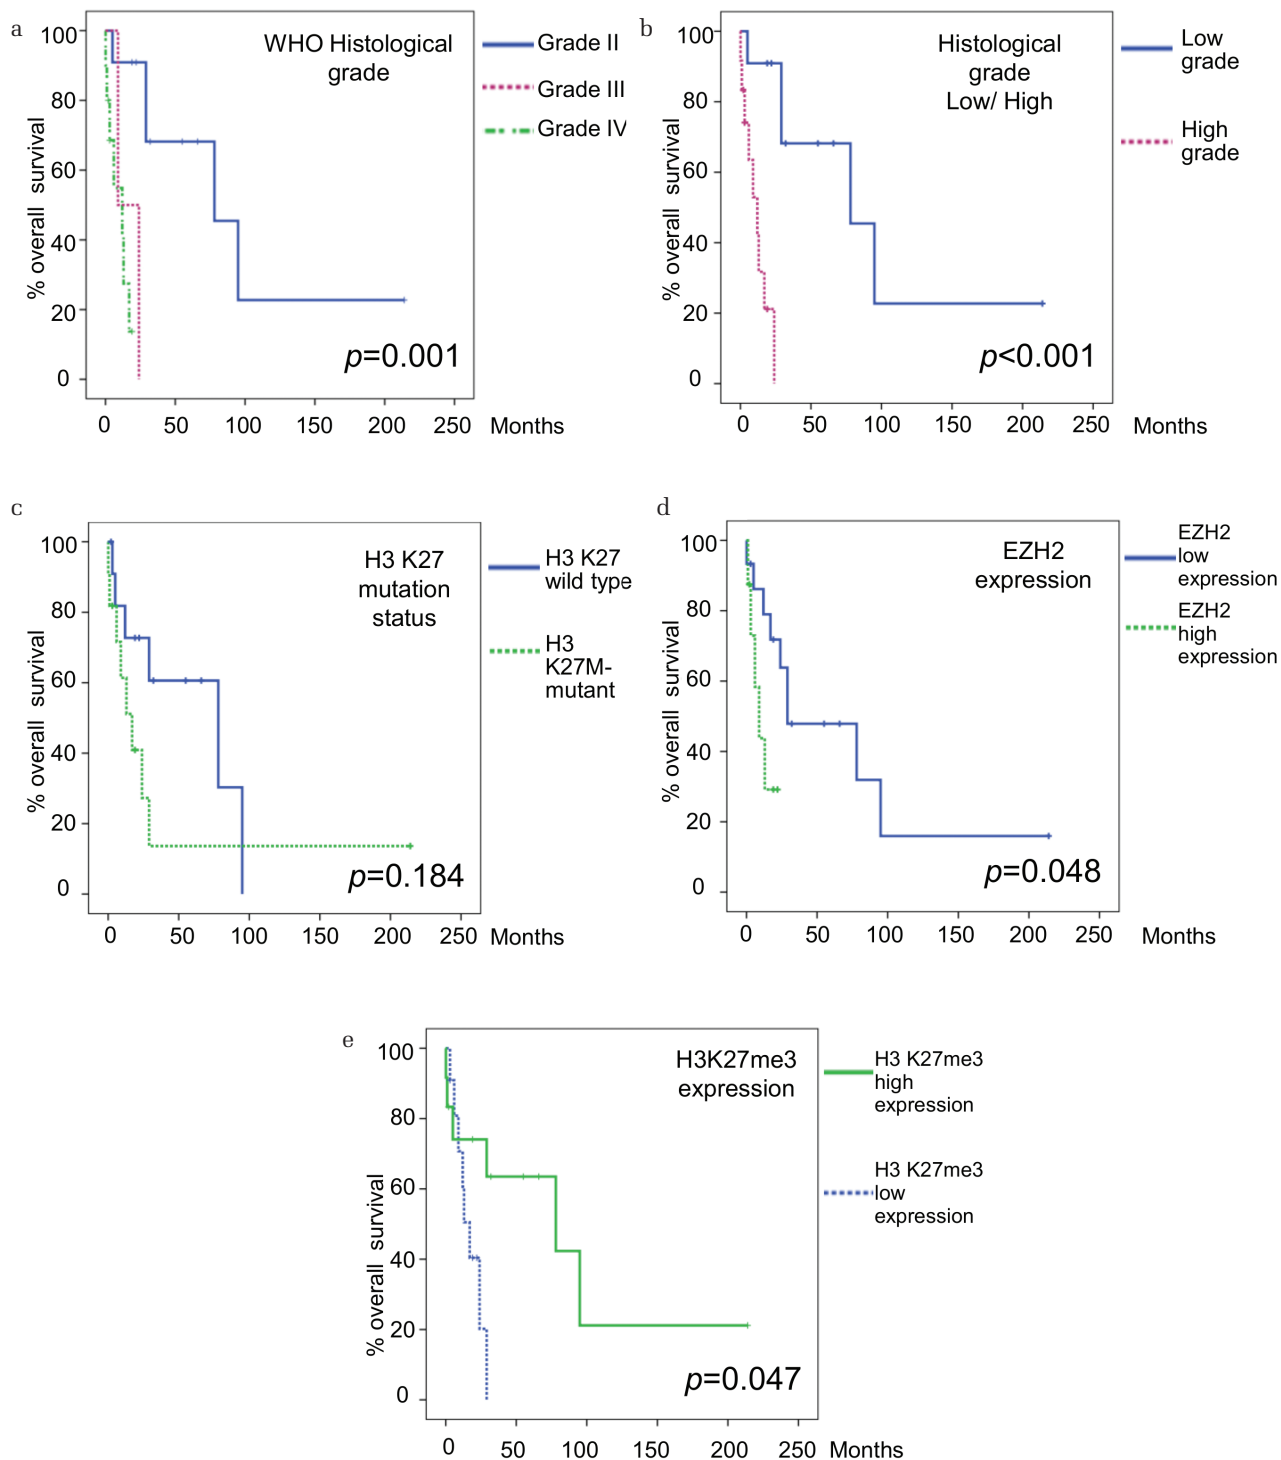 a
WHO Histological
grade
Grade II
Grade III
Grade IV
% overall survival
100
80
60
40
20
0
p=0.001
0 50 100 150 200 250 Months
b
Histological
grade
Low/ High
Low
grade
High
grade
% overall survival
100
80
60
40
20
0
p<0.001
0 50 100 150 200 250 Months
c
H3 K27
mutation
status
H3 K27
wild type
H3
K27M-
mutant
% overall survival
100
80
60
40
20
0
p=0.184
0 50 100 150 200 250 Months
d
EZH2
expression
EZH2
low
expression
EZH2
high
expression
% overall survival
100
80
60
40
20
0
p=0.048
0 50 100 150 200 250 Months
e
H3K27me3
expression
H3 K27me3
high
expression
H3 K27me3
low
expression
% overall survival
100
80
60
40
20
0
p=0.047
0 50 100 150 200 250 Months